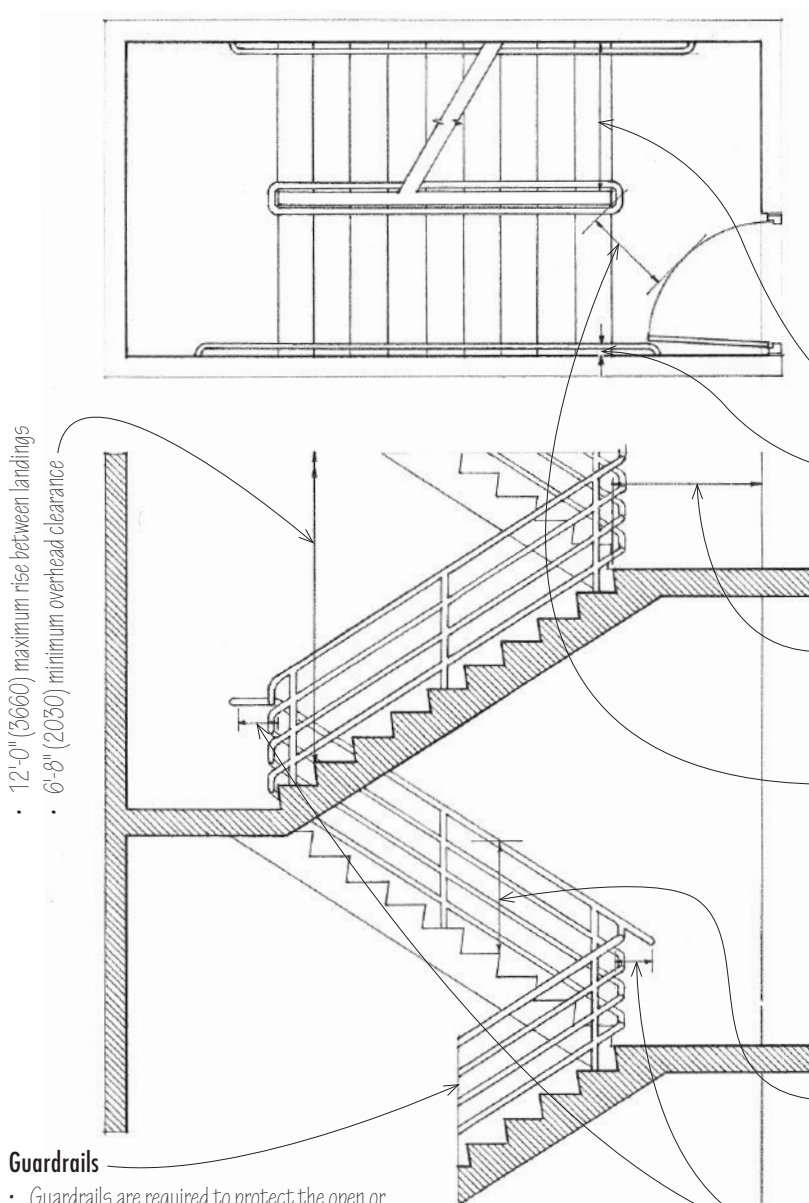 • 12'-0" (3660) maximum rise between landings
• 6'-8" (2030) minimum overhead clearance
Guardrails
• Guardrails are required to protect the open or